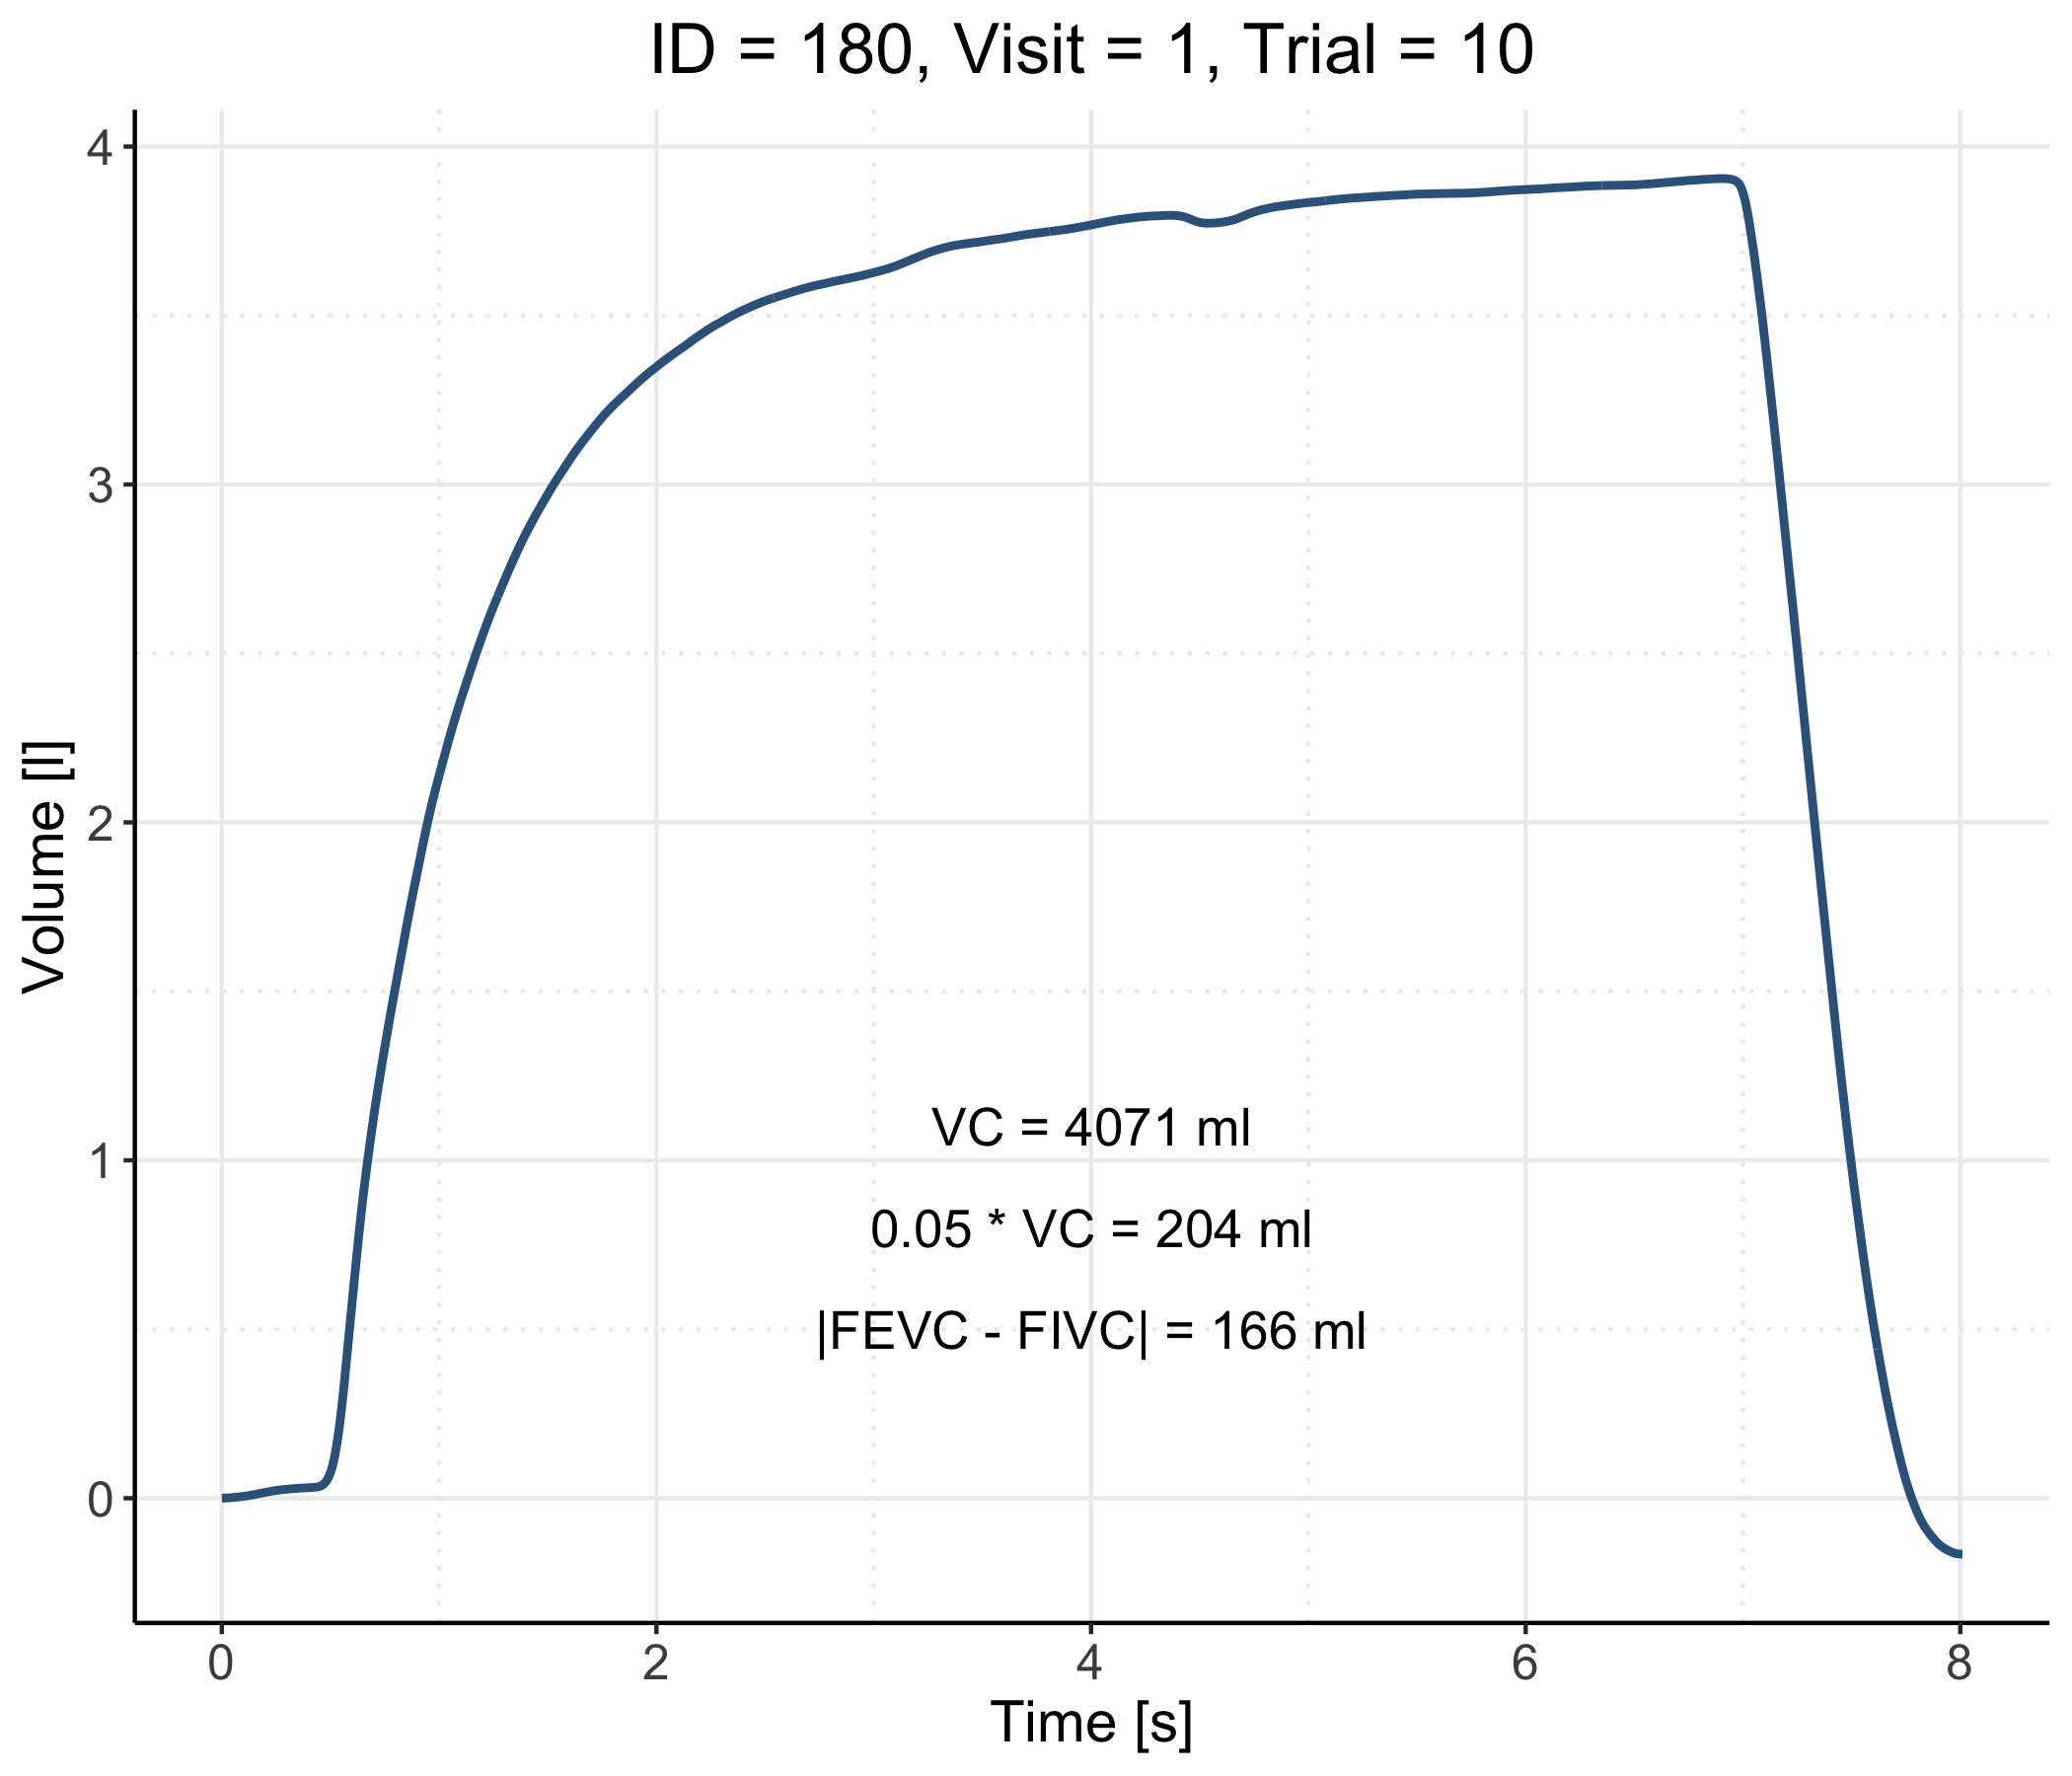 ID = 180, Visit = 1, Trial = 10
4
3
2
1
0
Volume [l]
VC = 4071 ml
0.05 * VC = 204 ml
|FEVC - FIVC| = 166 ml
0 2 4 6 8
Time [s]